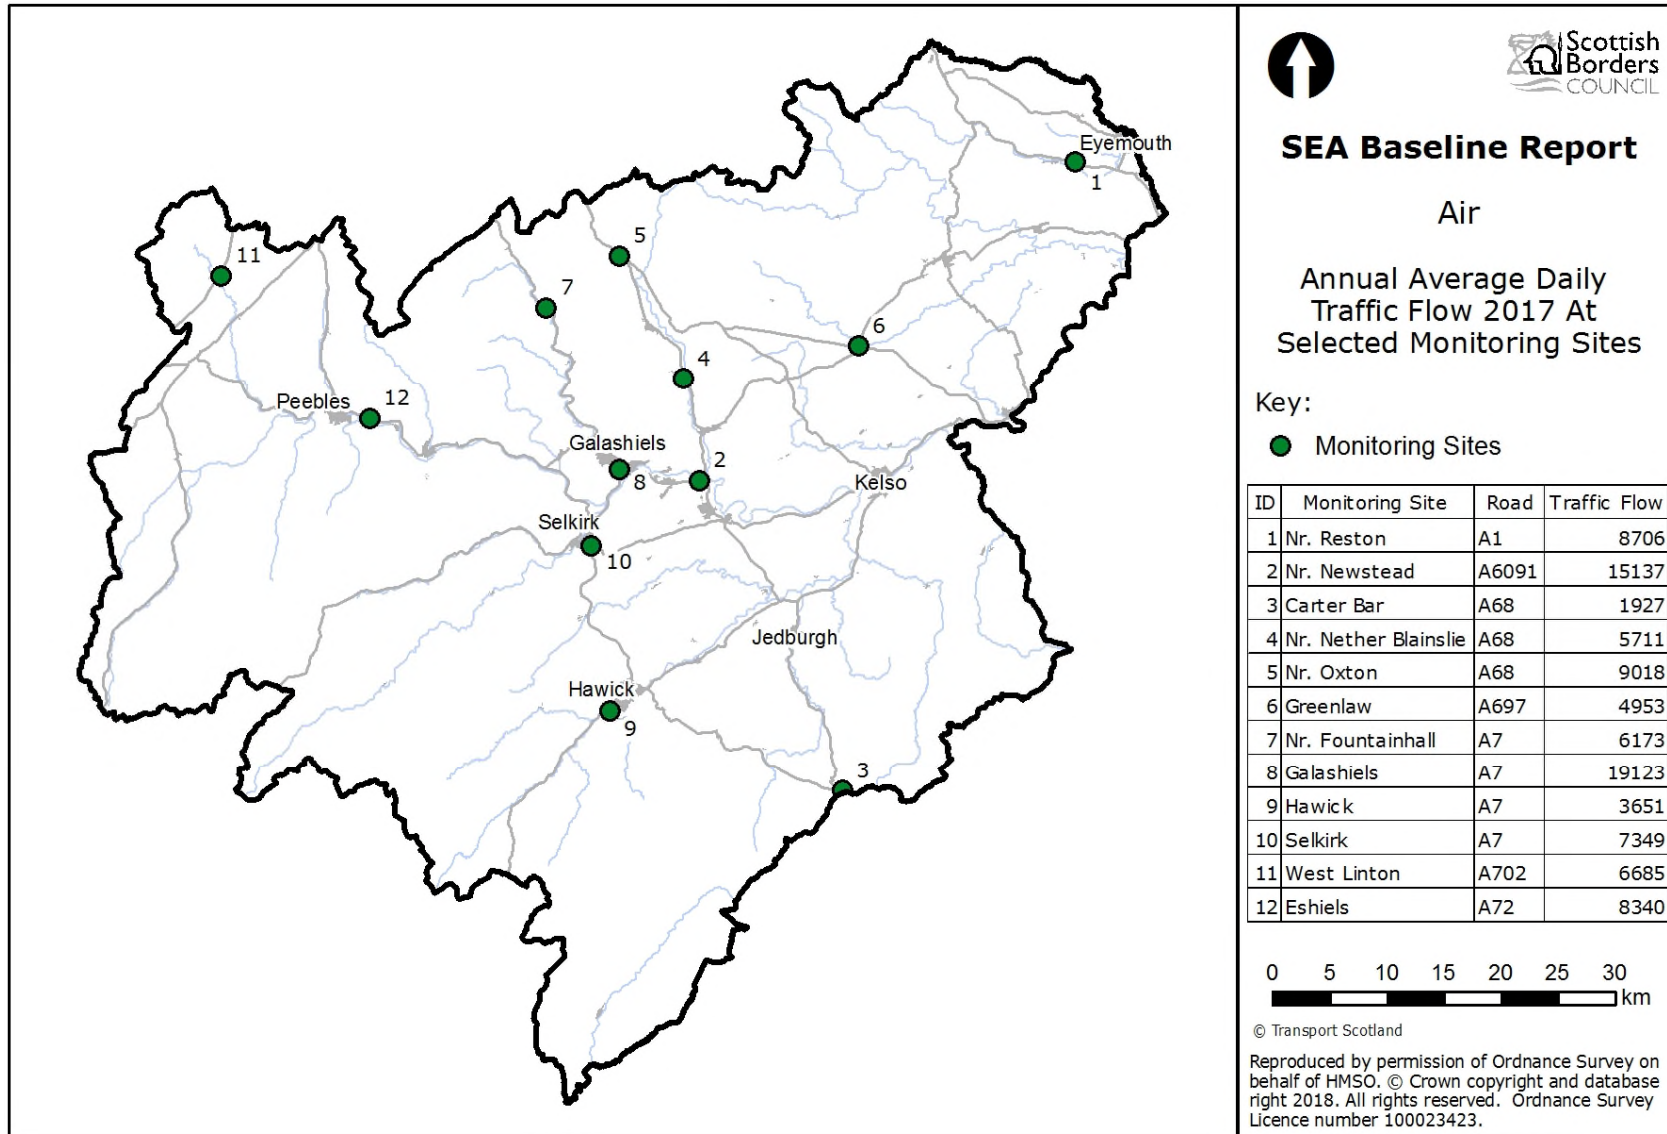 Eyemouth
1
5
11
7
6
4
12
Peebles
Galashiels
2
8
Kelso
Selkirk
10
Jedburgh
Hawick
9
3
Scottish
Borders
COUNCIL
SEA Baseline Report
Air
Annual Average Daily
Traffic Flow 2017 At
Selected Monitoring Sites
Key:
Monitoring Sites
ID Monitoring Site Road Traffic Flow
1 Nr. Reston A1 8706
2 Nr. Newstead A6091 15137
3 Carter Bar A68 1927
4 Nr. Nether Blainslie A68 5711
5 Nr. Oxton A68 9018
6 Greenlaw A697 4953
7 Nr. Fountainhall A7 6173
8 Galashiels A7 19123
9 Hawick A7 3651
10 Selkirk A7 7349
11 West Linton A702 6685
12 Eshiels A72 8340
0 5 10 15 20 25 30
km
© Transport Scotland
Reproduced by permission of Ordnance Survey on
behalf of HMSO. © Crown copyright and database
right 2018. All rights reserved. Ordnance Survey
Licence number 100023423.